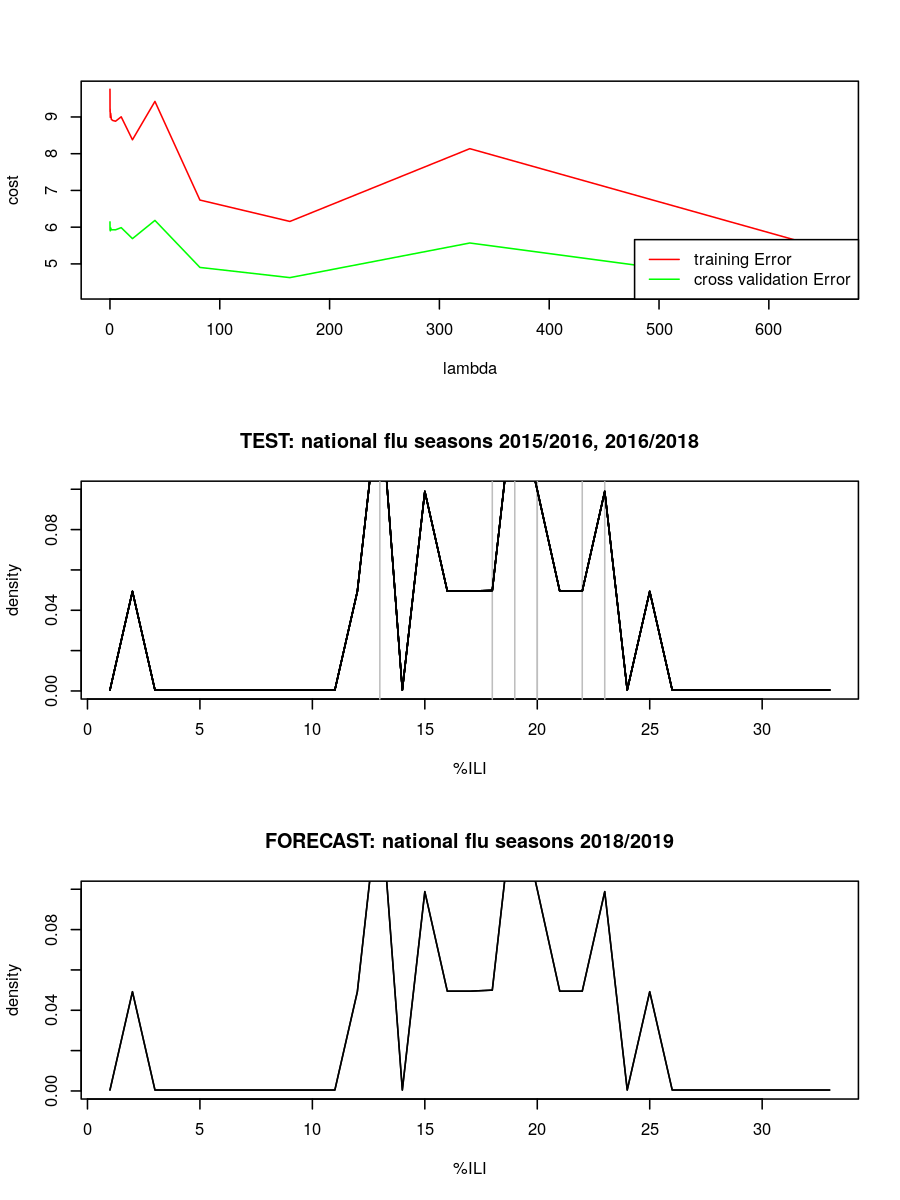 cost
9
8
7
6
5
training Error
cross validation Error
0 100 200 300 400 500 600
lambda
TEST: national flu seasons 2015/2016, 2016/2018
density
0.08
0.04
0.00
0 5 10 15 20 25 30
%ILI
FORECAST: national flu seasons 2018/2019
density
0.08
0.04
0.00
0 5 10 15 20 25 30
%ILI